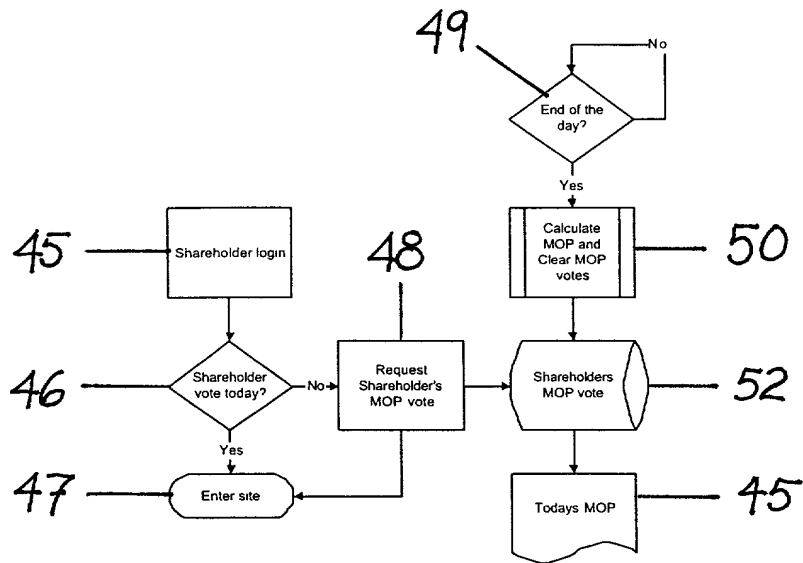 49
No
End of the
day?
Yes
45
Shareholder login
48
Calculate
MOP and
Clear MOP
votes
50
46
Shareholder
vote today?
No
Request
Shareholder's
MOP vote
Shareholders
MOP vote
52
Yes
47
Enter site
Todays MOP
45